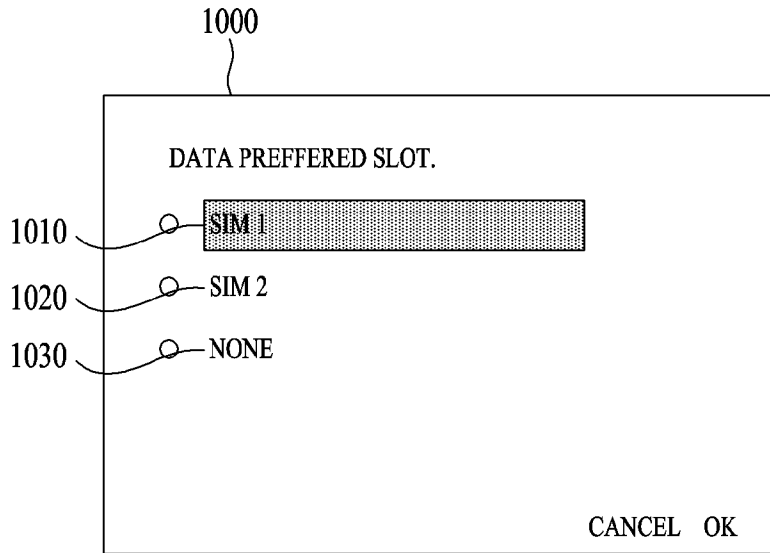 1000
DATA PREFFERED SLOT.
1010 SIM 1
1020 SIM 2
1030 NONE
CANCEL OK